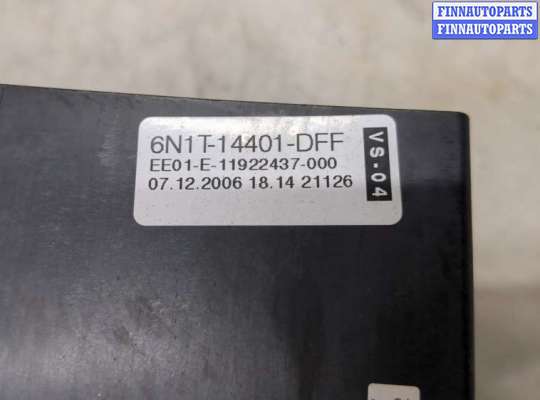 FINNAUTOPARTS
FINNAUTOPARTS
6N1T-14401-DFF
EE01-E-11922437-000
07.12.2006 18.14 21126
VS-04